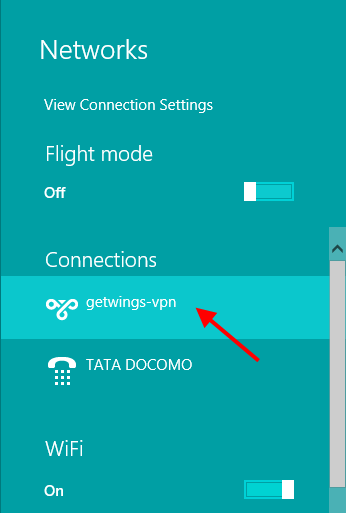 Networks
View Connection Settings
Flight mode
Off
Connections
getwings-vpn
TATA DOCOMO
WiFi
On